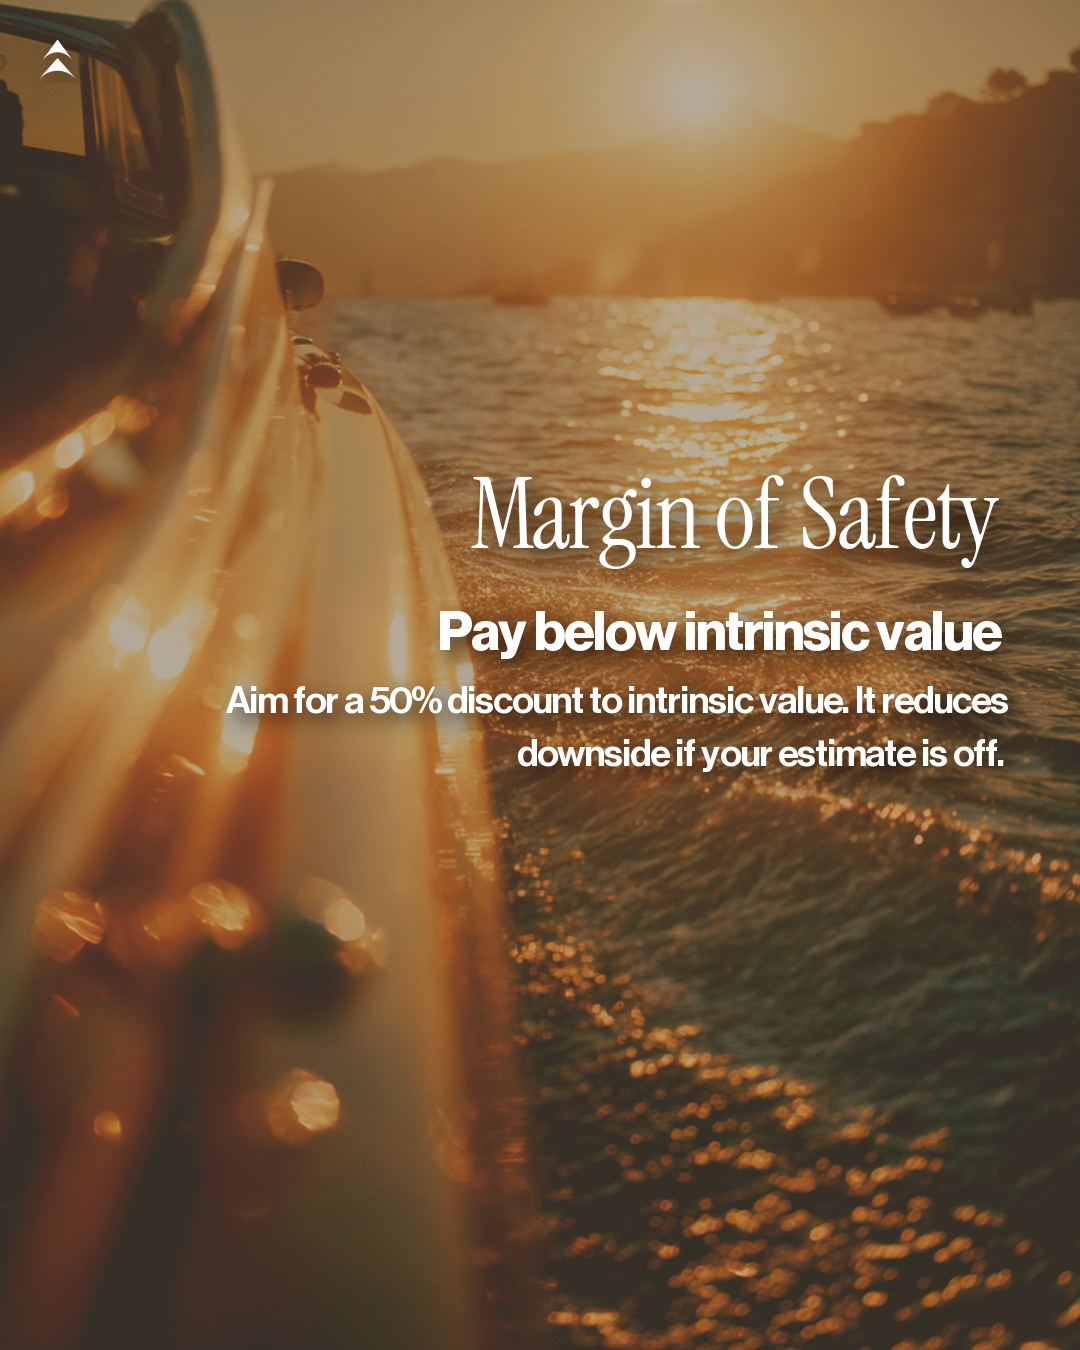 Margin of Safety
Pay below intrinsic value
Aim for a 50% discount to intrinsic value. It reduces
downside if your estimate is off.